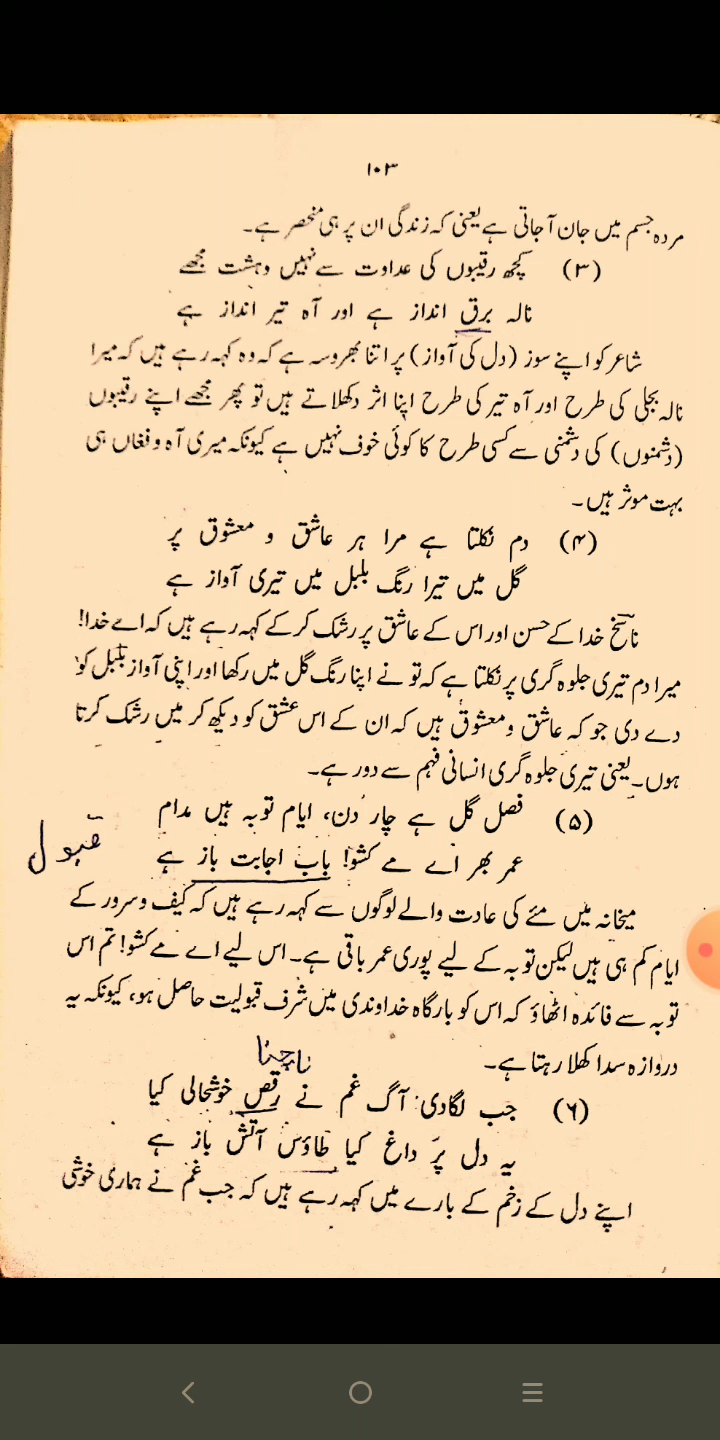 ۱۰۳
مردہ جسم میں جان آجاتی ہے یعنی کہ زندگی ان پر ہی منحصر ہے۔
(۳) کچھ رقیبوں کی عداوت سے نہیں وہشت مجھے
نالہ برق انداز ہے اور آہ تیر انداز ہے
شاعر کو اپنے سوز (دل کی آواز) پر اتنا بھروسہ ہے کہ وہ کہہ رہے ہیں کہ میرا
نالہ بجلی کی طرح اور آہ تیر کی طرح اپنا اثر دکھلاتے ہیں تو پھر مجھے اپنے رقیبوں
(دشمنوں) کی دشمنی سے کسی طرح کا کوئی خوف نہیں ہے کیونکہ میری آہ و فغاں ہی
بہت موثر ہیں۔
(۴) دم نکلتا ہے مرا ہر عاشق و معشوق پر
گل میں تیرا رنگ بلبل میں تیری آواز ہے
ناسخؔ خدا کے حسن اور اس کے عاشق پر رشک کر کے کہہ رہے ہیں کہ اے خدا!
میرا دم تیری جلوہ گری پر نکلتا ہے کہ تو نے اپنا رنگ گل میں رکھا اور اپنی آواز بلبل کو
دے دی جو کہ عاشق و معشوق ہیں کہ ان کے اس عشق کو دیکھ کر میں رشک کرتا
ہوں۔ یعنی تیری جلوہ گری انسانی فہم سے دور ہے۔
(۵) فصل گل ہے چار دن، ایام توبہ ہیں مدام
قبول
عمر بھر اے مے کشو! باب اجابت باز ہے
میخانہ میں مئے کی عادت والے لوگوں سے کہہ رہے ہیں کہ کیف و سرور کے
ایام کم ہی ہیں لیکن توبہ کے لیے پوری عمر باقی ہے۔ اس لیے اے مے کشو! تم اس
توبہ سے فائدہ اٹھاؤ کہ اس کو بارگاہ خداوندی میں شرف قبولیت حاصل ہو، کیونکہ یہ
دروازہ سدا کھلا رہتا ہے۔
ناچنا
(۶) جب لگادی آگ غم نے رقص خوشحالی کیا
یہ دل پر داغ کیا طاؤس آتش باز ہے
اپنے دل کے زخم کے بارے میں کہہ رہے ہیں کہ جب غم نے ہماری خوشی